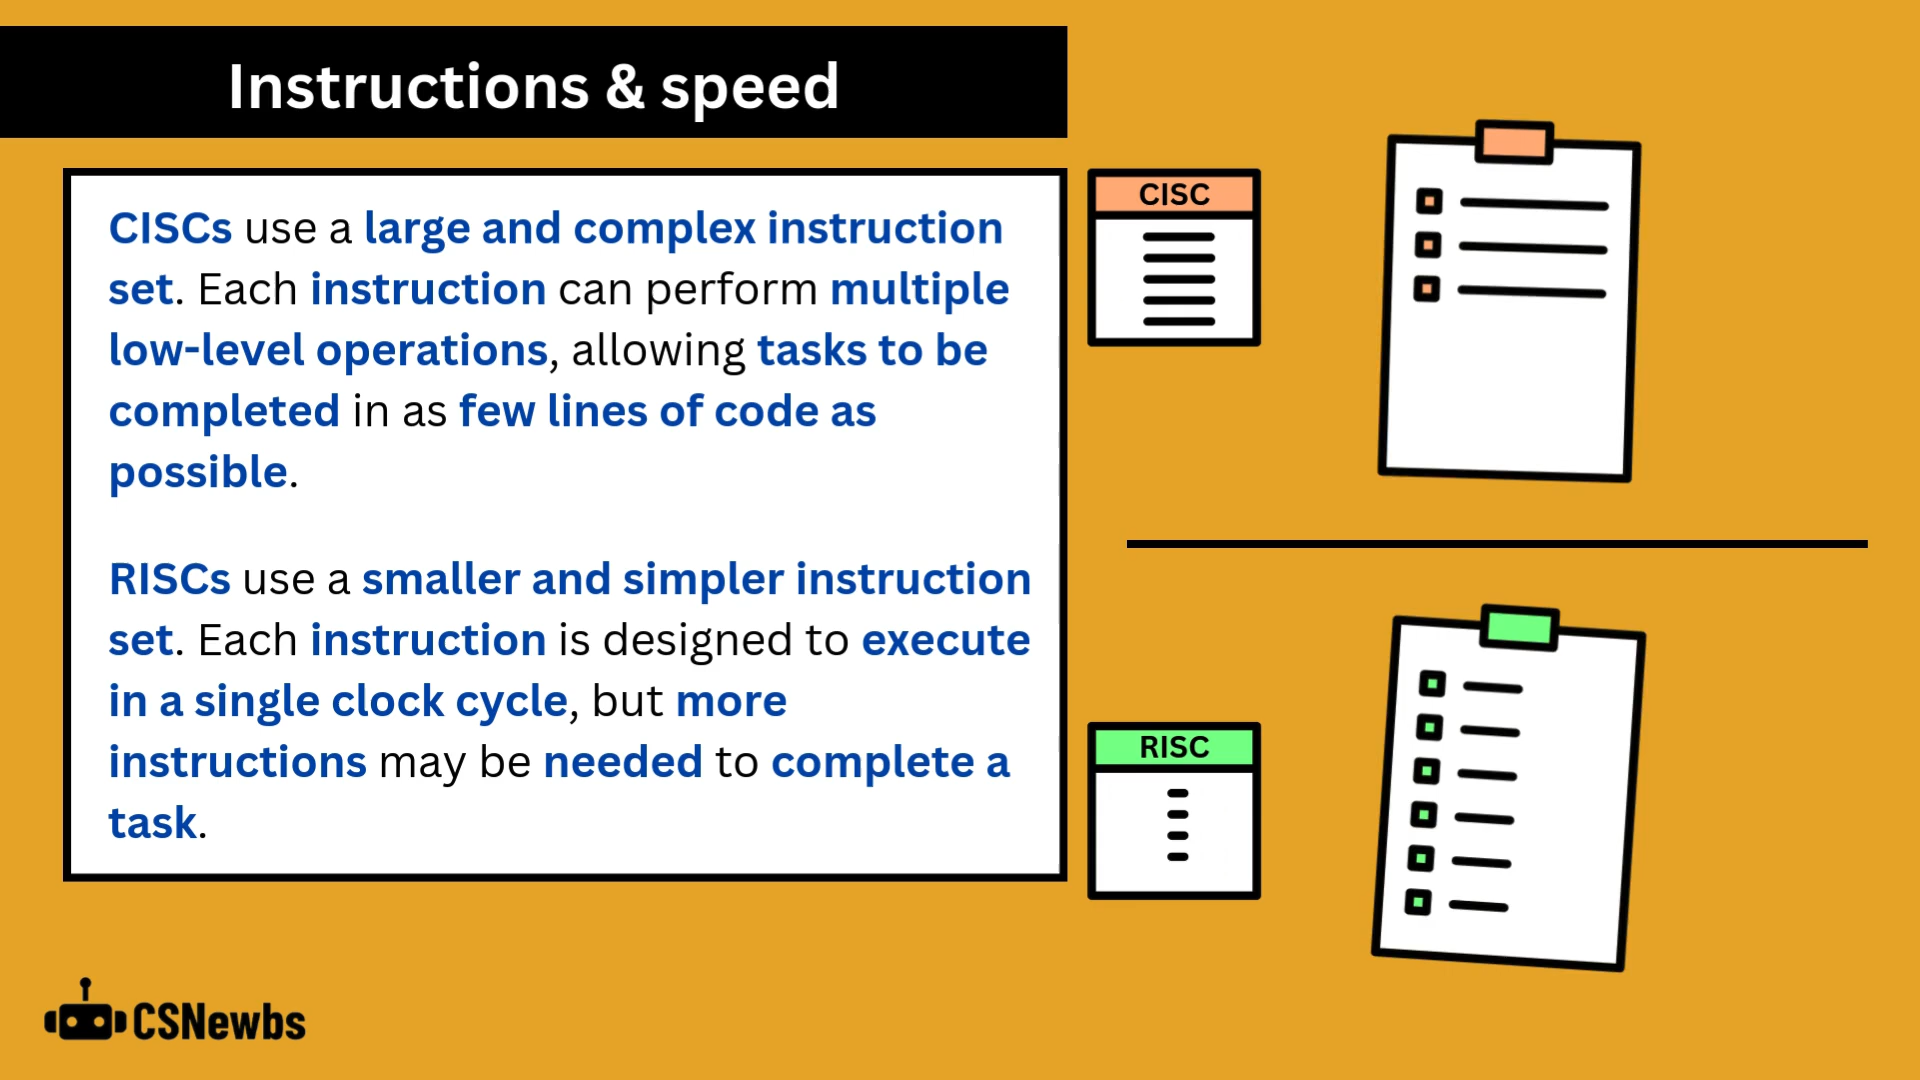 Instructions & speed
CISCs use a large and complex instruction
set. Each instruction can perform multiple
low-level operations, allowing tasks to be
completed in as few lines of code as
possible.
RISCs use a smaller and simpler instruction
set. Each instruction is designed to execute
in a single clock cycle, but more
instructions may be needed to complete a
task.
CISC
RISC
CSNewbs